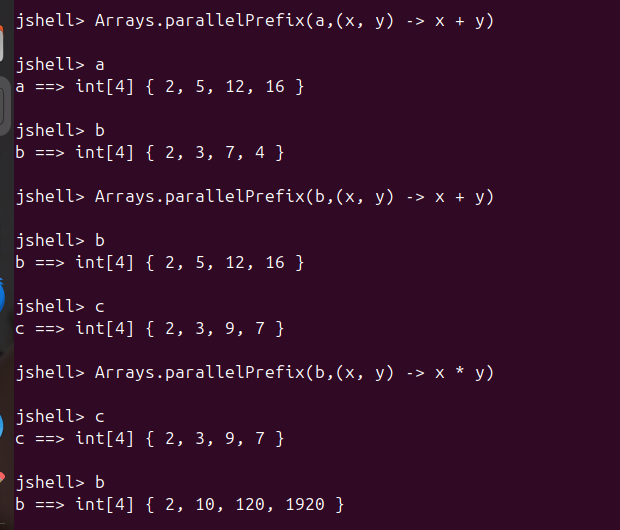 jshell> Arrays.parallelPrefix(a,(x, y) -> x + y)
jshell> a
a ==> int[4] { 2, 5, 12, 16 }
jshell> b
b ==> int[4] { 2, 3, 7, 4 }
jshell> Arrays.parallelPrefix(b,(x, y) -> x + y)
jshell> b
b ==> int[4] { 2, 5, 12, 16 }
jshell> c
c ==> int[4] { 2, 3, 9, 7 }
jshell> Arrays.parallelPrefix(b,(x, y) -> x * y)
jshell> c
c ==> int[4] { 2, 3, 9, 7 }
jshell> b
b ==> int[4] { 2, 10, 120, 1920 }